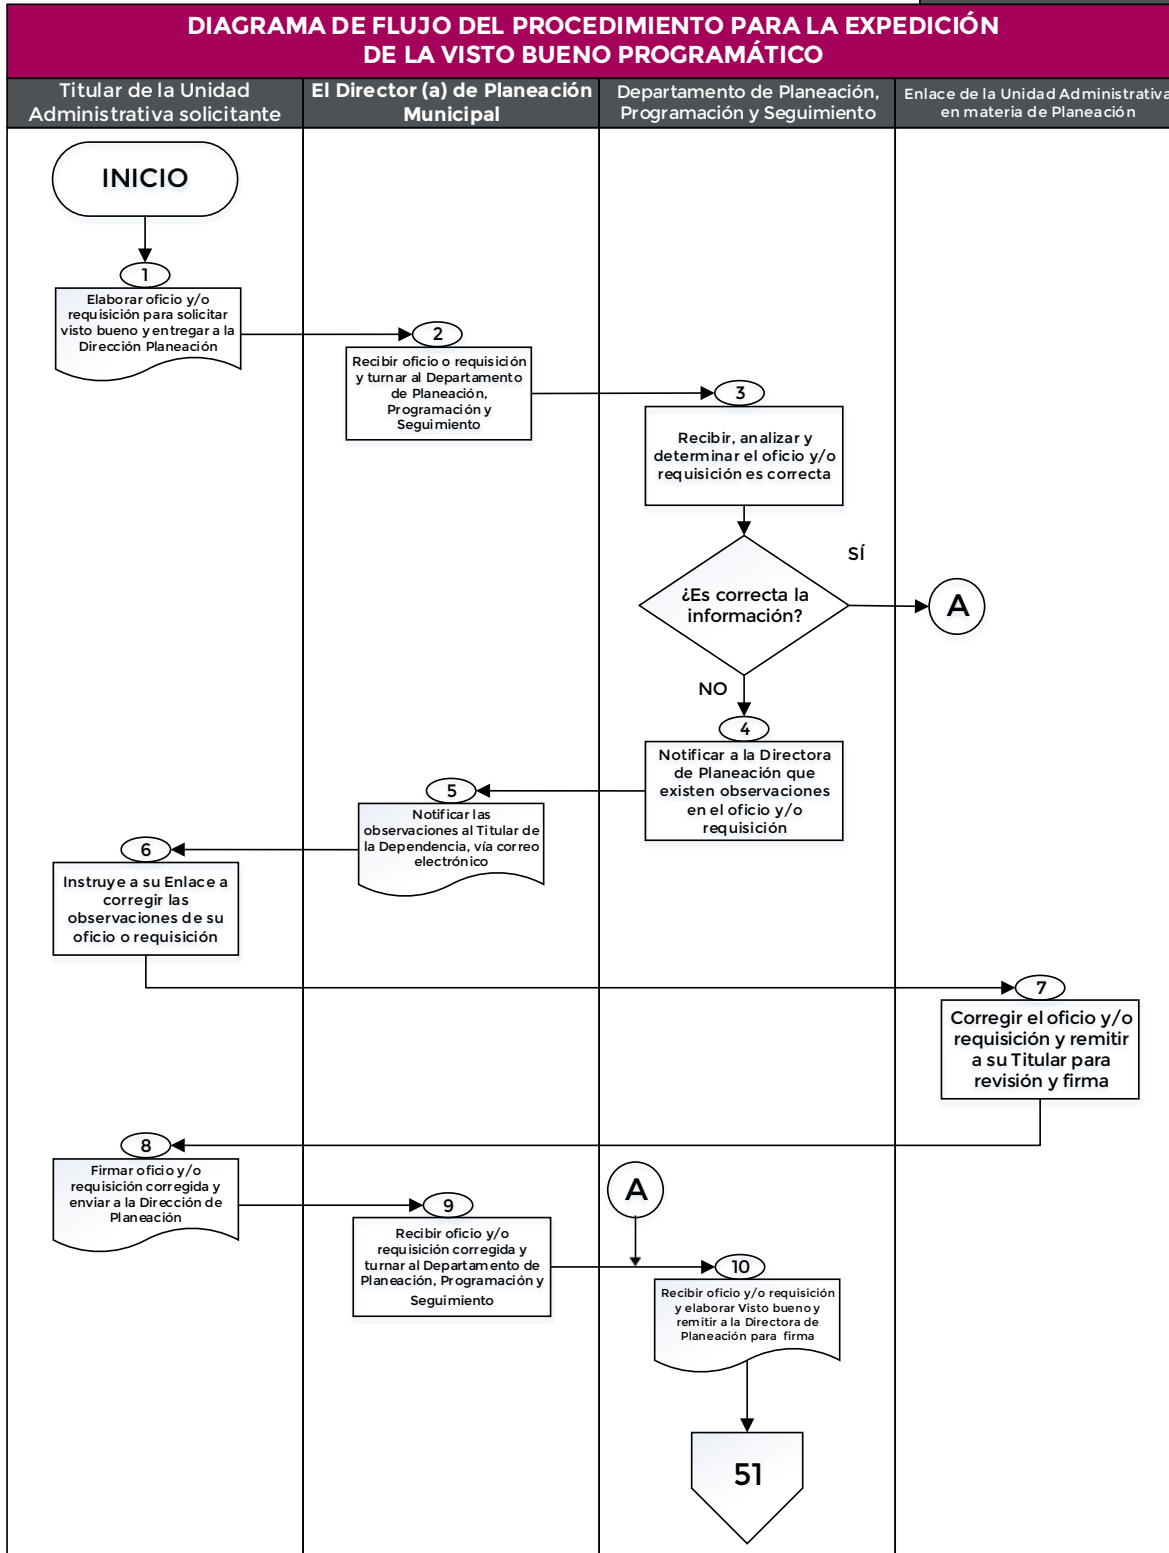 DIAGRAMA DE FLUJO DEL PROCEDIMIENTO PARA LA EXPEDICIÓN
DE LA VISTO BUENO PROGRAMÁTICO
Titular de la Unidad
Administrativa solicitante
El Director (a) de Planeación
Municipal
Departamento de Planeación,
Programación y Seguimiento
Enlace de la Unidad Administrativa
en materia de Planeación
INICIO
1
Elaborar oficio y/o
requisición para solicitar
visto bueno y entregar a la
Dirección Planeación
2
Recibir oficio o requisición
y turnar al Departamento
de Planeación,
Programación y
Seguimiento
3
Recibir, analizar y
determinar el oficio y/o
requisición es correcta
¿Es correcta la
información?
SÍ
A
NO
4
Notificar a la Directora
de Planeación que
existen observaciones
en el oficio y/o
requisición
5
Notificar las
observaciones al Titular de
la Dependencia, vía correo
electrónico
6
Instruye a su Enlace a
corregir las
observaciones de su
oficio o requisición
7
Corregir el oficio y/o
requisición y remitir
a su Titular para
revisión y firma
8
Firmar oficio y/o
requisición corregida y
enviar a la Dirección de
Planeación
9
Recibir oficio y/o
requisición corregida y
turnar al Departamento de
Planeación, Programación y
Seguimiento
A
10
Recibir oficio y/o requisición
y elaborar Visto bueno y
remitir a la Directora de
Planeación para firma
51